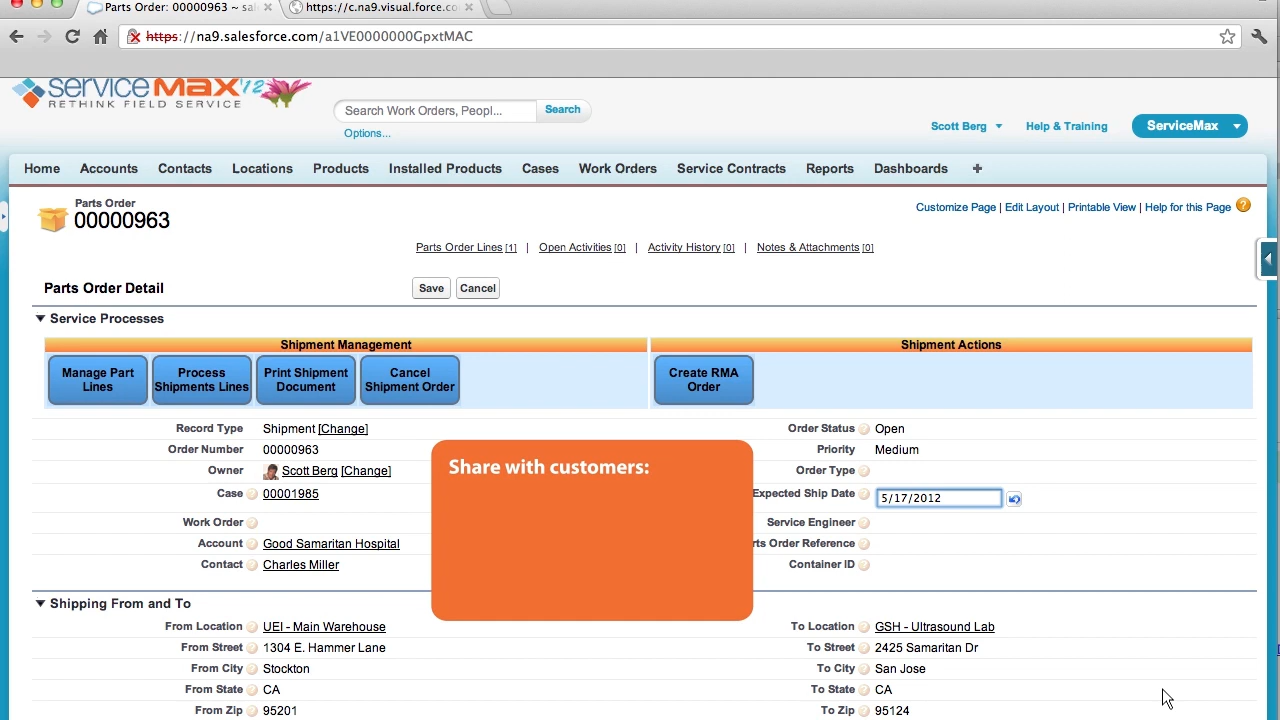 Parts Order: 00000963 ~ sal
https://c.na9.visual.force.co
https://na9.salesforce.com/a1VE0000000GpxtMAC
serviceMax '12
RETHINK FIELD SERVICE
Search Work Orders, Peopl...
Search
Options...
Scott Berg
Help & Training
ServiceMax
Home
Accounts
Contacts
Locations
Products
Installed Products
Cases
Work Orders
Service Contracts
Reports
Dashboards
+
Parts Order
00000963
Customize Page | Edit Layout | Printable View | Help for this Page
Parts Order Lines [1] | Open Activities [0] | Activity History [0] | Notes & Attachments [0]
Parts Order Detail
Save
Cancel
Service Processes
Shipment Management
Shipment Actions
Manage Part
Lines
Process
Shipments Lines
Print Shipment
Document
Cancel
Shipment Order
Create RMA
Order
Record Type Shipment [Change]
Order Status Open
Order Number 00000963
Priority Medium
Owner Scott Berg [Change]
Order Type
Case 00001985
Expected Ship Date 5/17/2012
Work Order
Service Engineer
Account Good Samaritan Hospital
rts Order Reference
Contact Charles Miller
Container ID
Share with customers:
Shipping From and To
From Location UEI - Main Warehouse
To Location GSH - Ultrasound Lab
From Street 1304 E. Hammer Lane
To Street 2425 Samaritan Dr
From City Stockton
To City San Jose
From State CA
To State CA
From Zip 95201
To Zip 95124